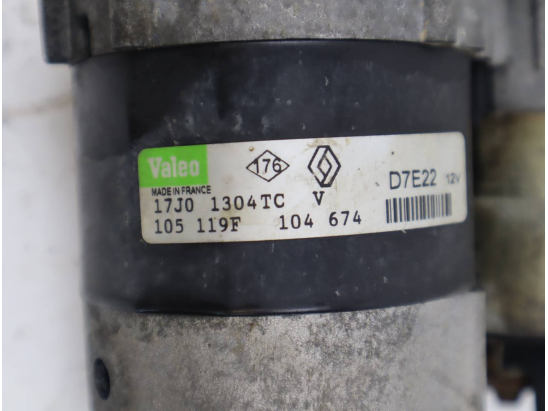 Valeo 176 D7E22 12V
MADE IN FRANCE
17J0 1304TC V
105 119F 104 674